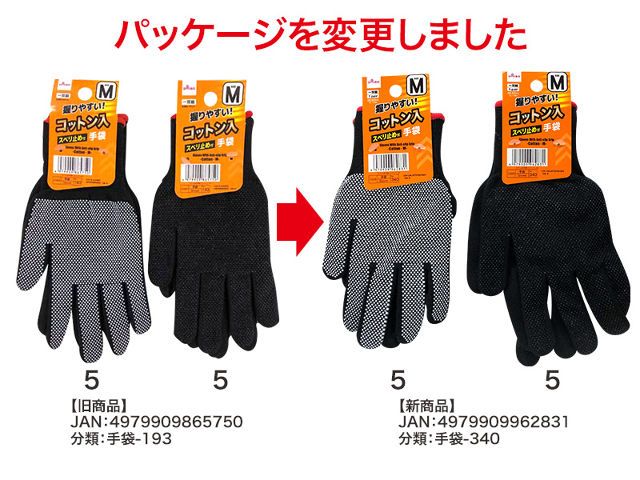 パッケージを変更しました
M
握りやすい!
コットン入
スベリ止め付 手袋
M
握りやすい!
コットン入
スベリ止め付 手袋
M
握りやすい!
コットン入
スベリ止め付 手袋
M
握りやすい!
コットン入
スベリ止め付 手袋
5 5 5 5
【旧商品】
JAN:4979909865750
分類:手袋-193
【新商品】
JAN:4979909962831
分類:手袋-340